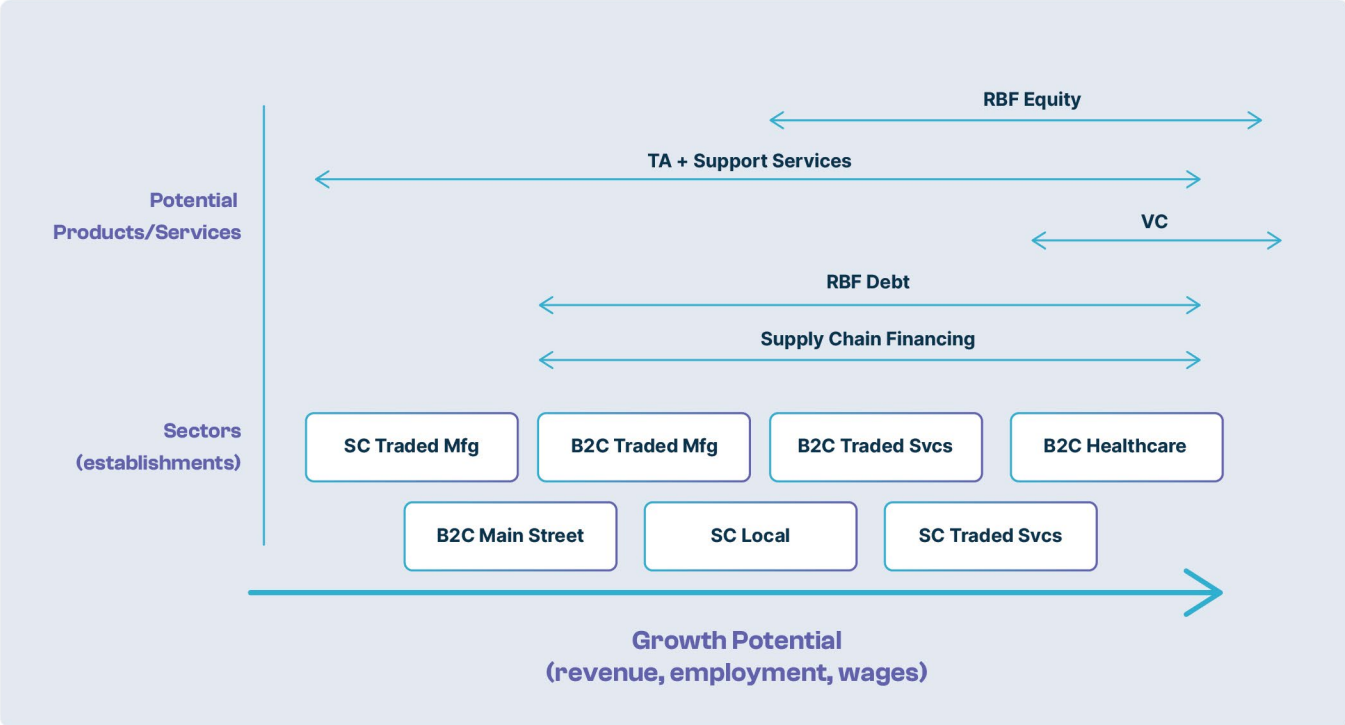 RBF Equity
TA + Support Services
Potential
Products/Services
VC
RBF Debt
Supply Chain Financing
Sectors
(establishments)
SC Traded Mfg
B2C Traded Mfg
B2C Traded Svcs
B2C Healthcare
B2C Main Street
SC Local
SC Traded Svcs
Growth Potential
(revenue, employment, wages)